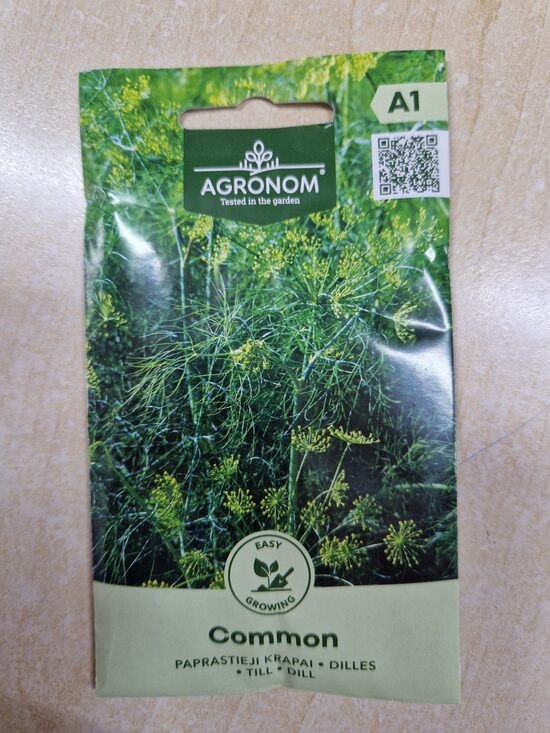 A1
AGRONOM®
Tested in the garden
EASY
GROWING
Common
PAPRASTIEJI KRAPAI • DILLES
• TILL • DILL